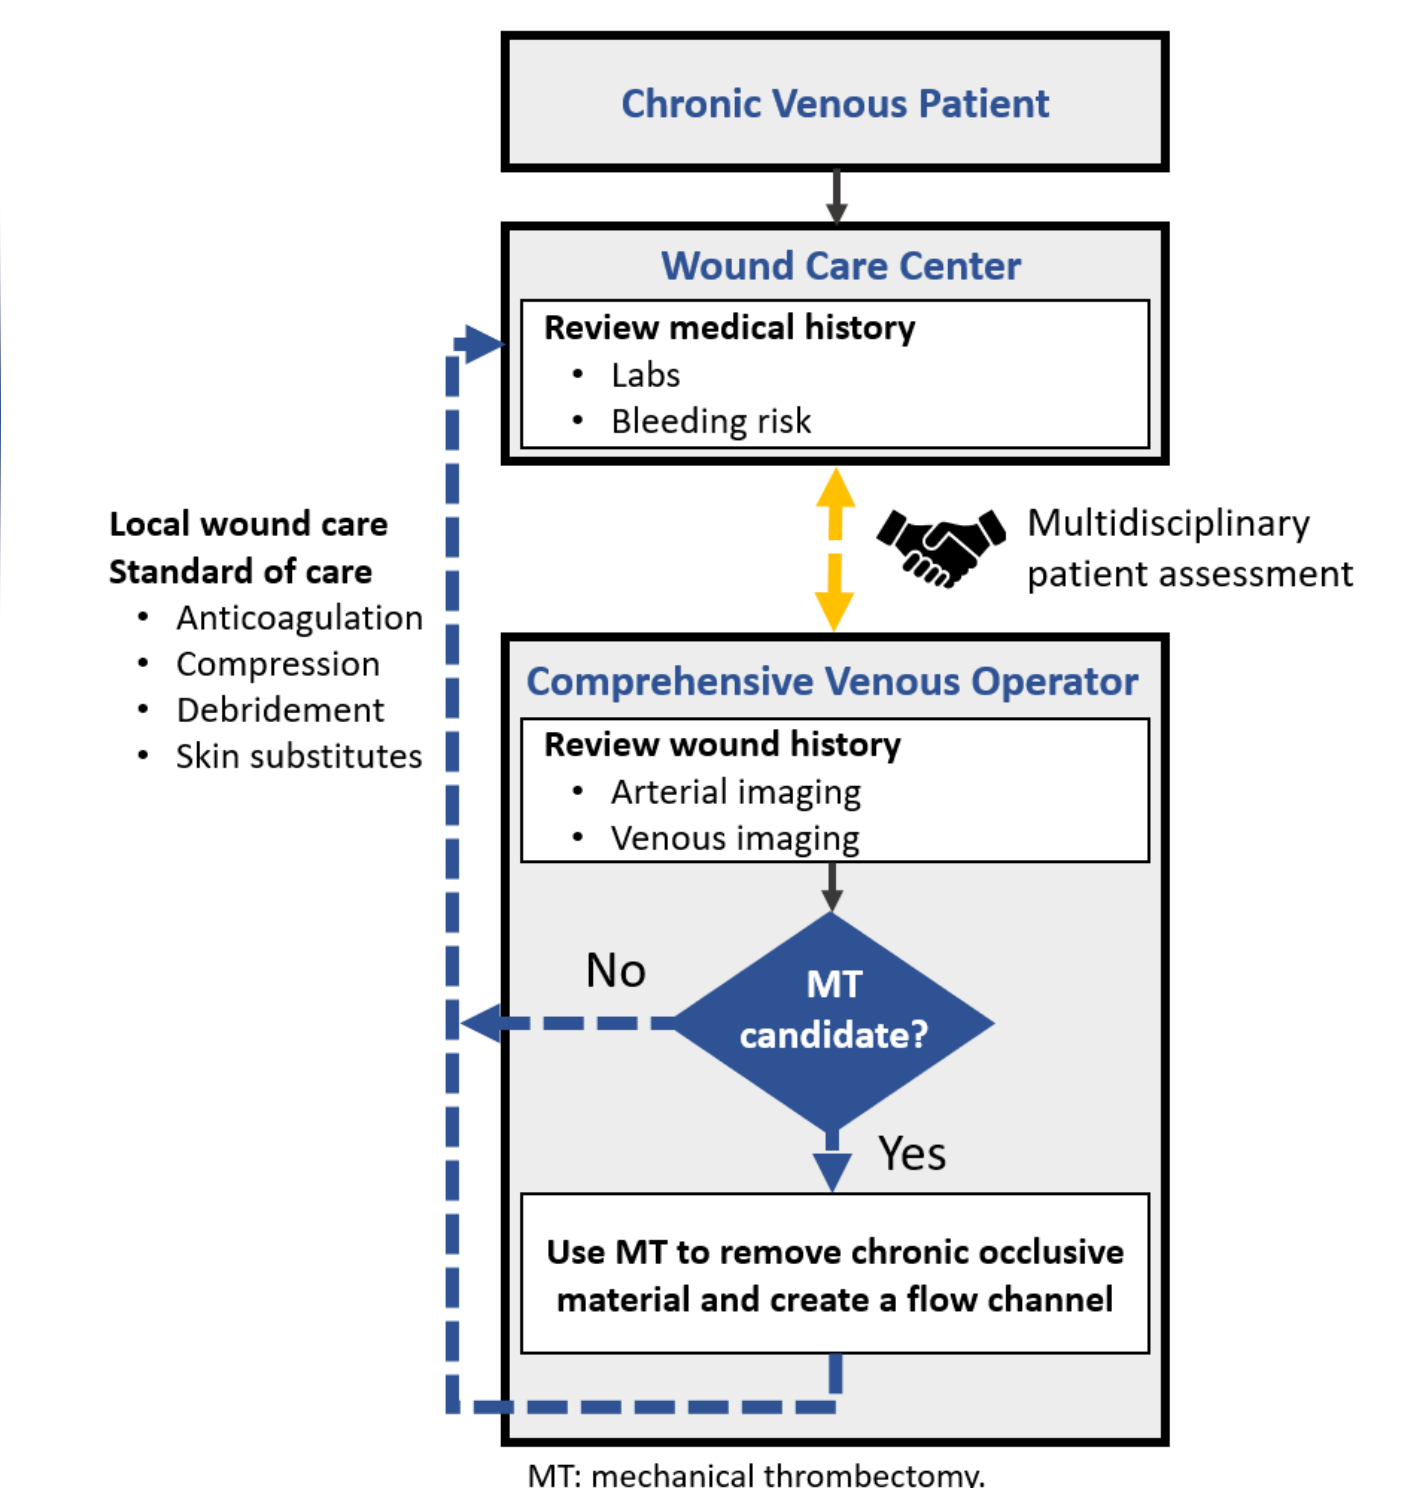 Chronic Venous Patient
Wound Care Center
Review medical history
• Labs
• Bleeding risk
Multidisciplinary
patient assessment
Local wound care
Standard of care
• Anticoagulation
• Compression
• Debridement
• Skin substitutes
Comprehensive Venous Operator
Review wound history
• Arterial imaging
• Venous imaging
MT
candidate?
No
Yes
Use MT to remove chronic occlusive
material and create a flow channel
MT: mechanical thrombectomy.